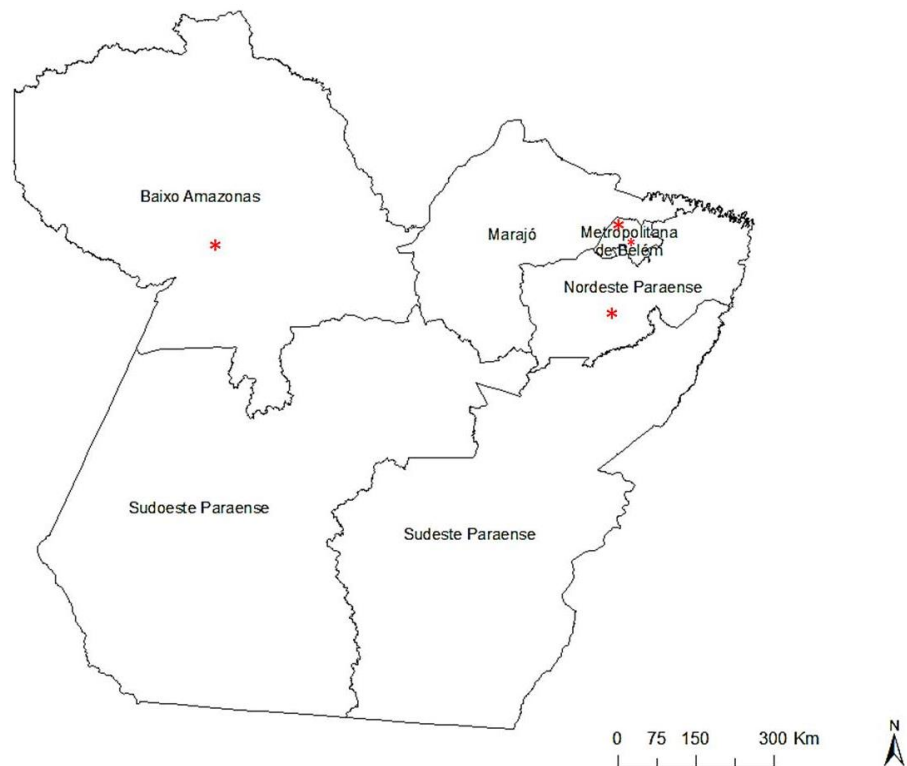 Baixo Amazonas
Marajó
Metropolitana
de Belém
Nordeste Paraense
Sudoeste Paraense
Sudeste Paraense
0 75 150 300 Km
N